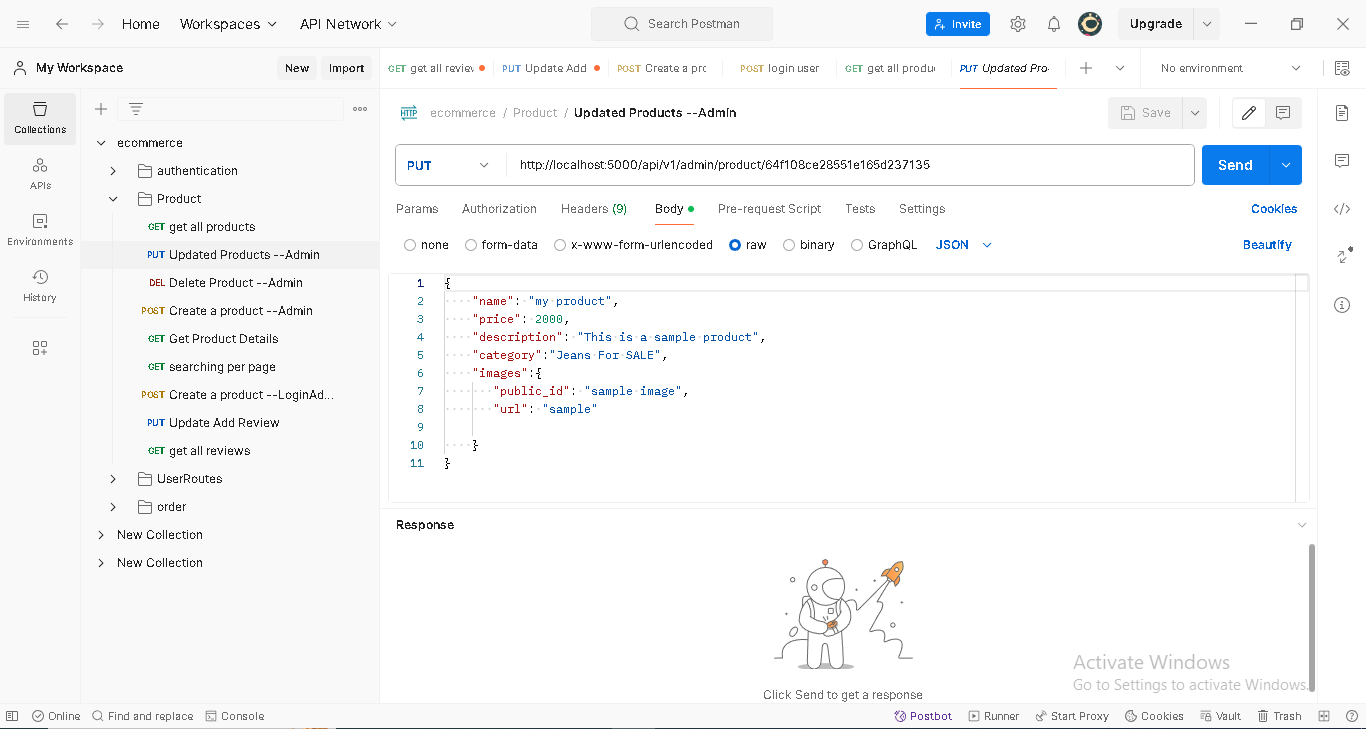 Home Workspaces API Network Search Postman Invite Upgrade
My Workspace New Import GET get all review PUT Update Add POST Create a pro POST login user GET get all produc PUT Updated Pro No environment
Collections
APIs
Environments
History
ecommerce
authentication
Product
GET get all products
PUT Updated Products --Admin
DEL Delete Product --Admin
POST Create a product --Admin
GET Get Product Details
GET searching per page
POST Create a product --LoginAd...
PUT Update Add Review
GET get all reviews
UserRoutes
order
New Collection
New Collection
HTTP ecommerce / Product / Updated Products --Admin Save
PUT http://localhost:5000/api/v1/admin/product/64f108ce28551e165d237135 Send
Params Authorization Headers (9) Body Pre-request Script Tests Settings Cookies
none form-data x-www-form-urlencoded raw binary GraphQL JSON Beautify
1 {
2 "name": "my product",
3 "price": 2000,
4 "description": "This is a sample product",
5 "category":"Jeans For SALE",
6 "images":{
7 "public_id": "sample image",
8 "url": "sample"
9
10 }
11 }
Response
Click Send to get a response
Activate Windows
Go to Settings to activate Windows.
Online Find and replace Console Postbot Runner Start Proxy Cookies Vault Trash